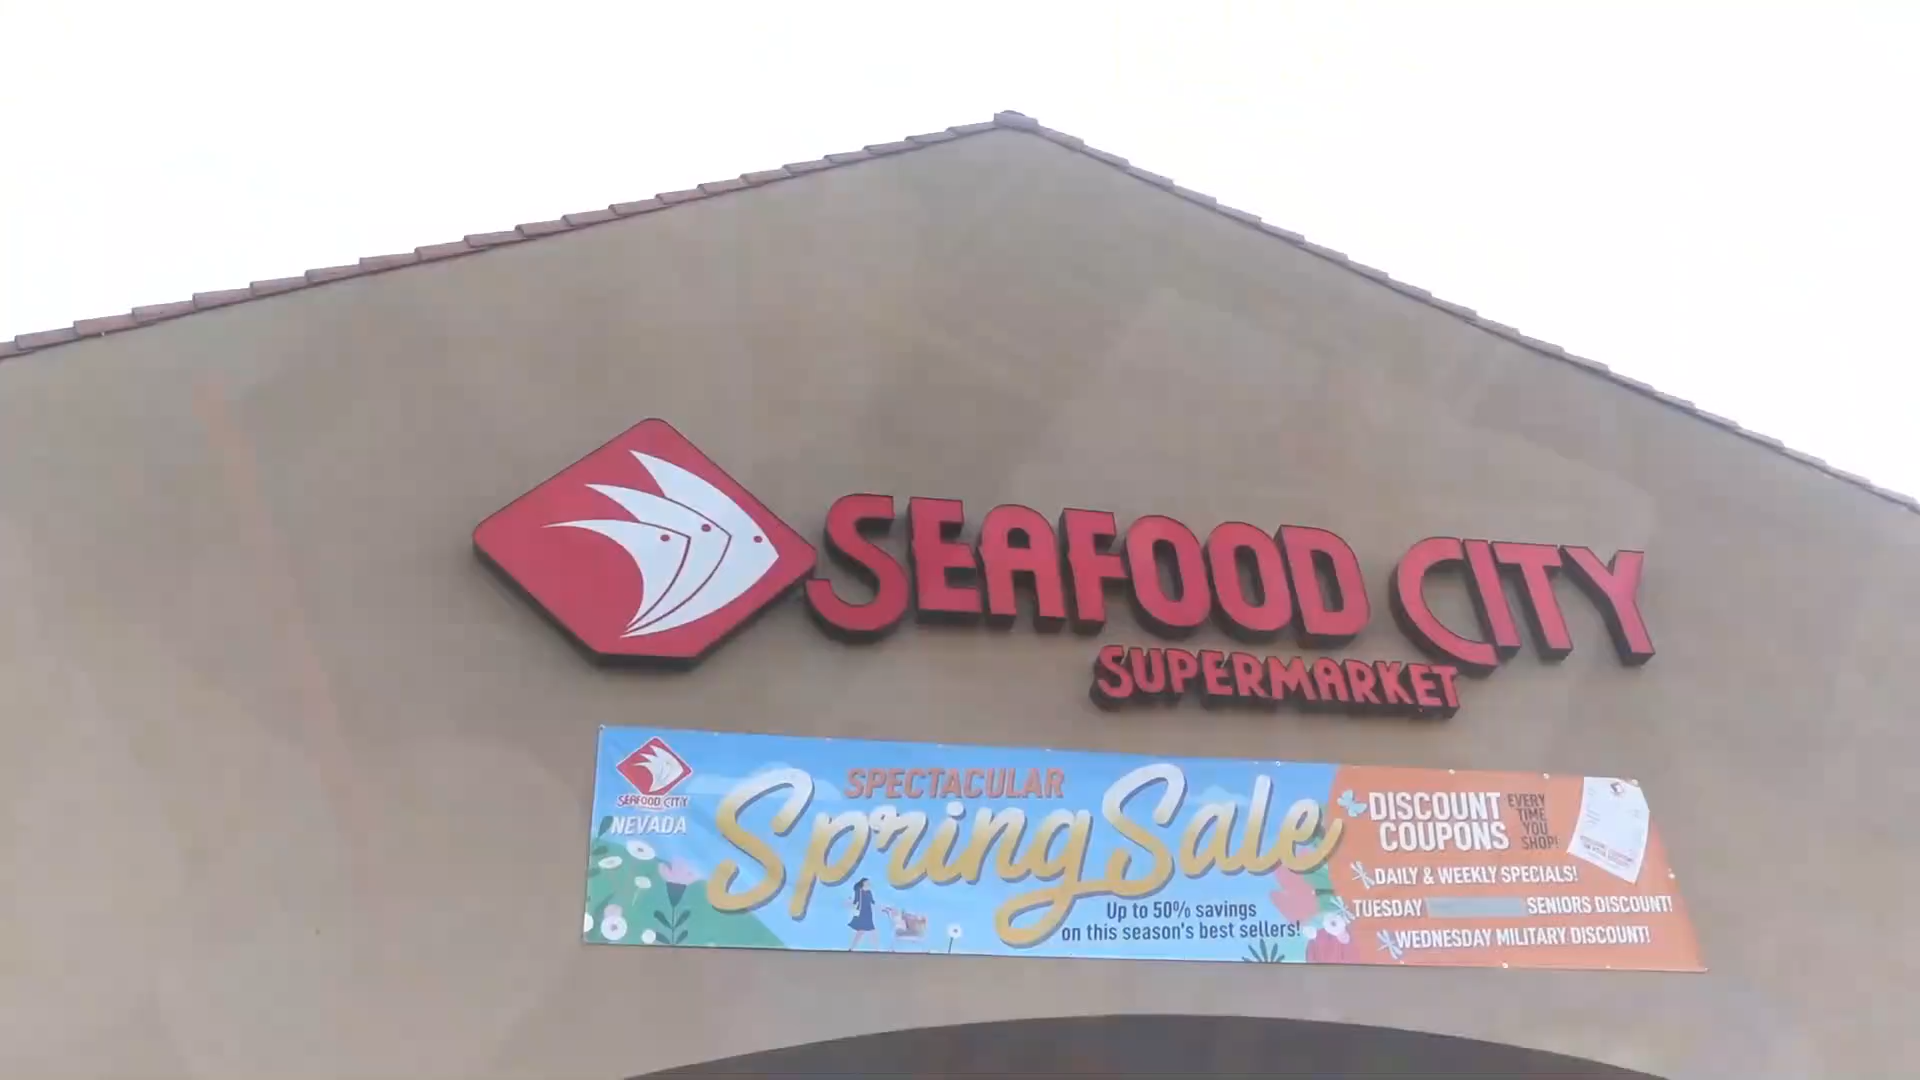 SEAFOOD CITY
SUPERMARKET
SEAFOOD CITY
NEVADA
SPECTACULAR
Spring Sale
Up to 50% savings
on this season's best sellers!
DISCOUNT
COUPONS
EVERY
TIME
YOU
SHOP!
DAILY & WEEKLY SPECIALS!
TUESDAY SENIORS DISCOUNT!
WEDNESDAY MILITARY DISCOUNT!